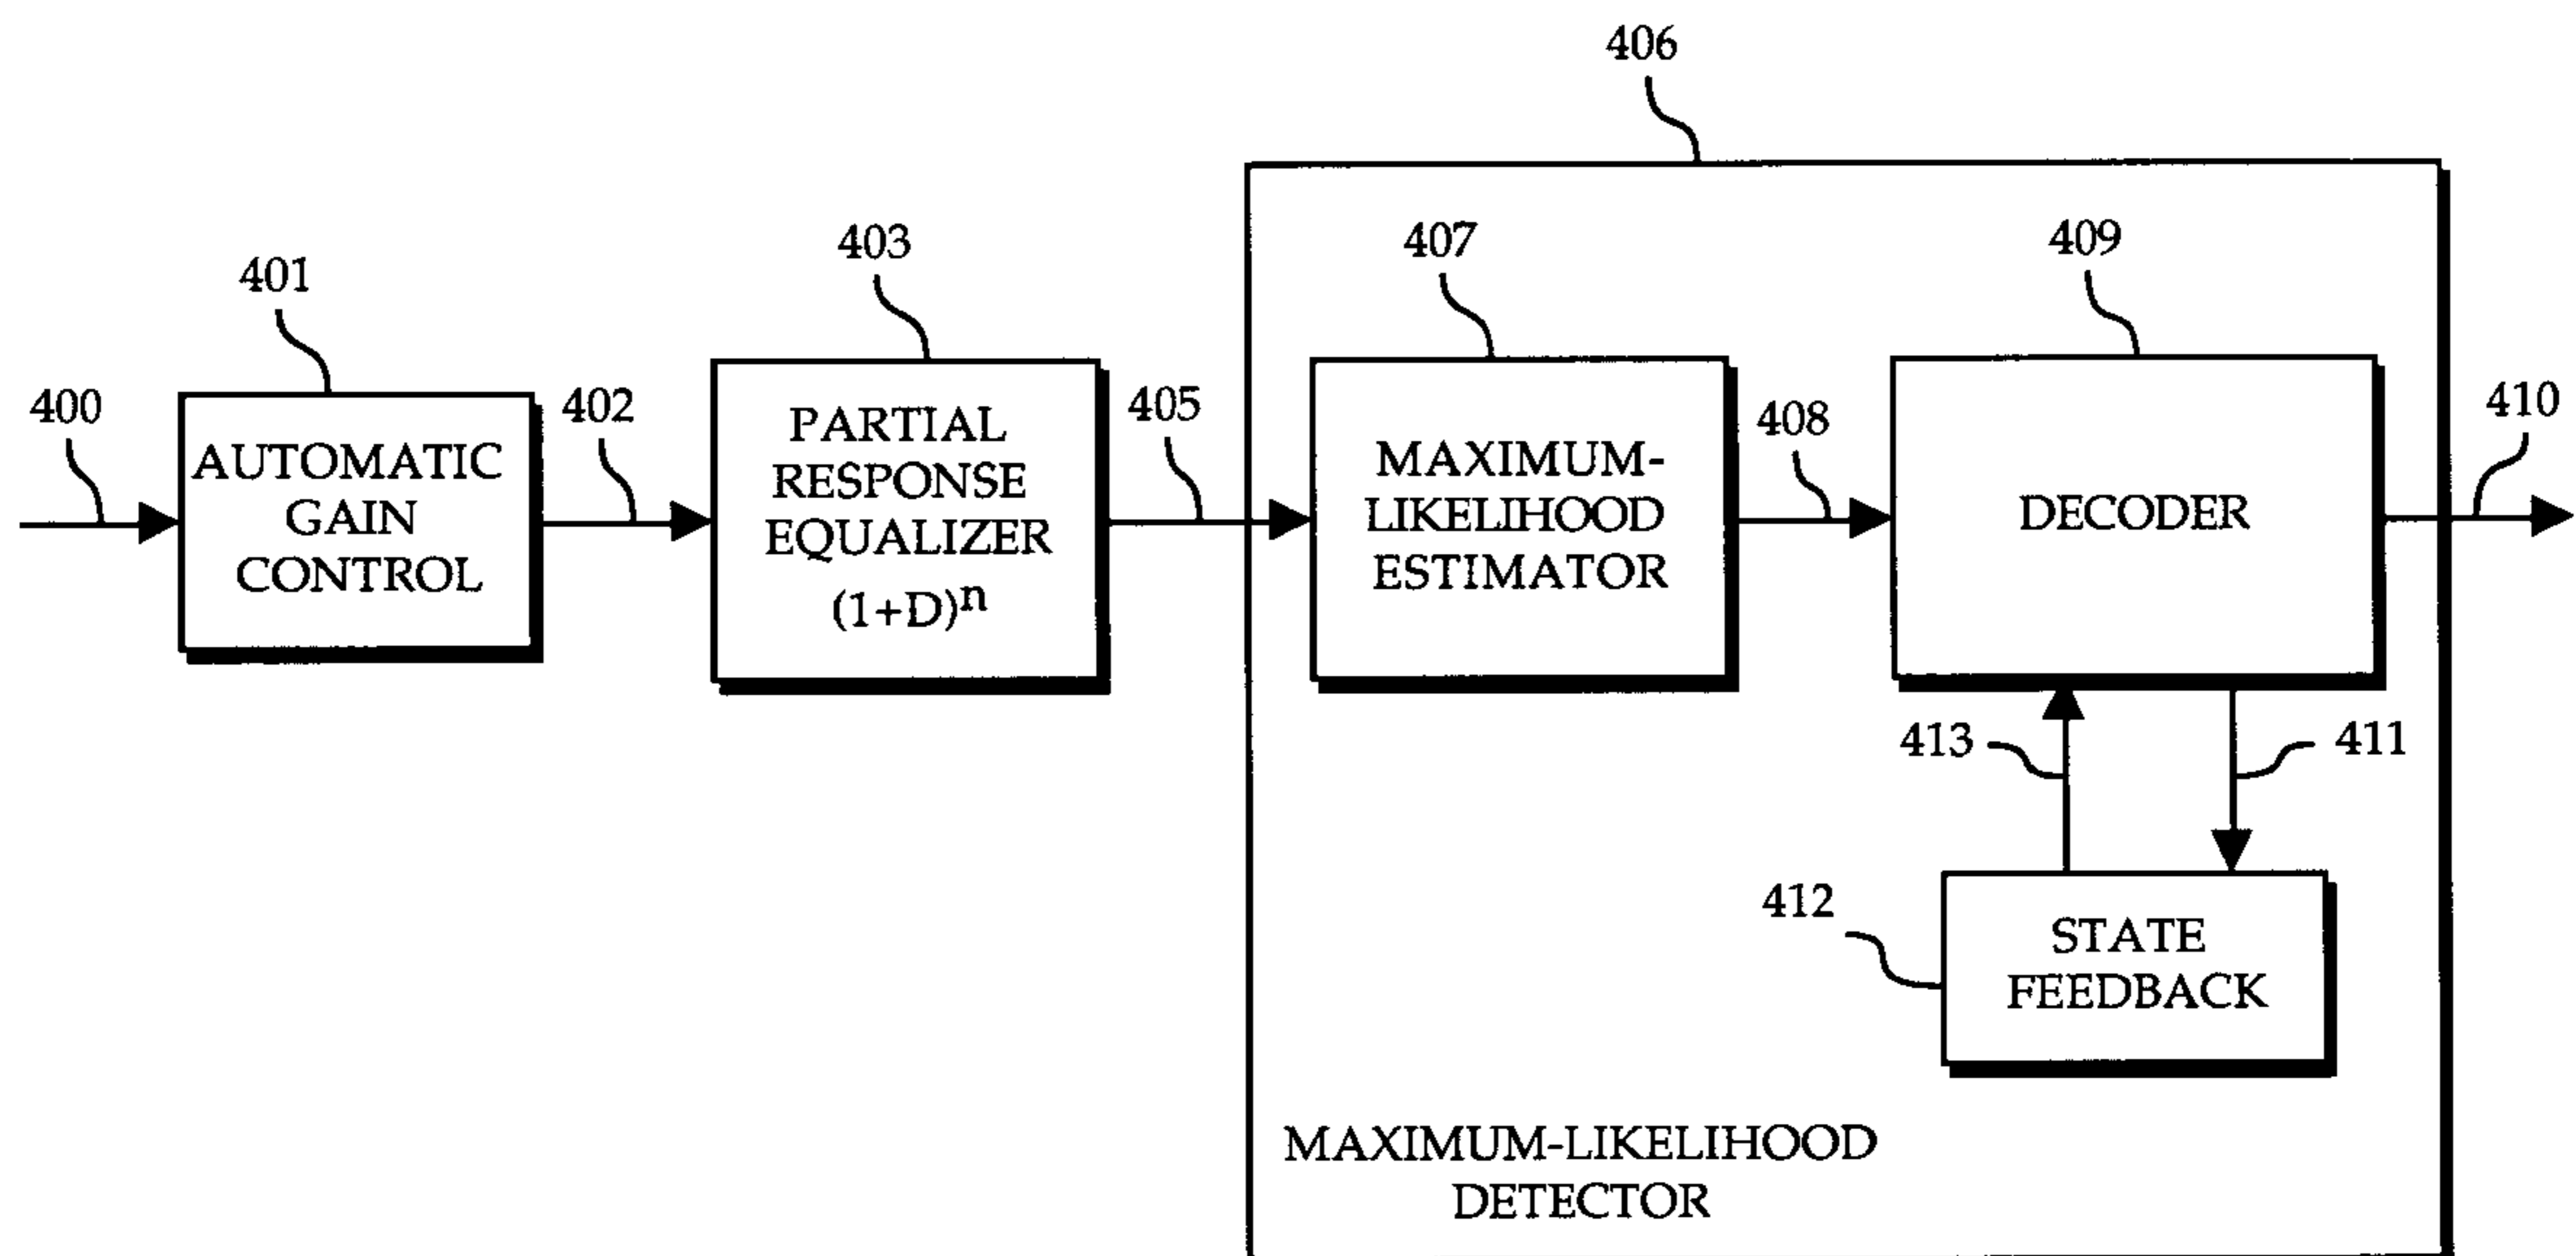 406
403
407
409
401
400
402
405
408
410
AUTOMATIC
GAIN
CONTROL
PARTIAL
RESPONSE
EQUALIZER
(1+D)ⁿ
MAXIMUM-
LIKELIHOOD
ESTIMATOR
DECODER
413
411
412
STATE
FEEDBACK
MAXIMUM-LIKELIHOOD
DETECTOR